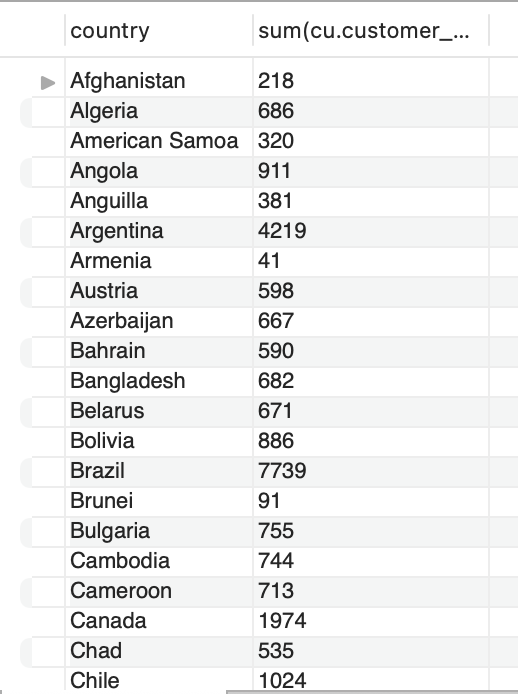 country sum(cu.customer_...
Afghanistan 218
Algeria 686
American Samoa 320
Angola 911
Anguilla 381
Argentina 4219
Armenia 41
Austria 598
Azerbaijan 667
Bahrain 590
Bangladesh 682
Belarus 671
Bolivia 886
Brazil 7739
Brunei 91
Bulgaria 755
Cambodia 744
Cameroon 713
Canada 1974
Chad 535
Chile 1024